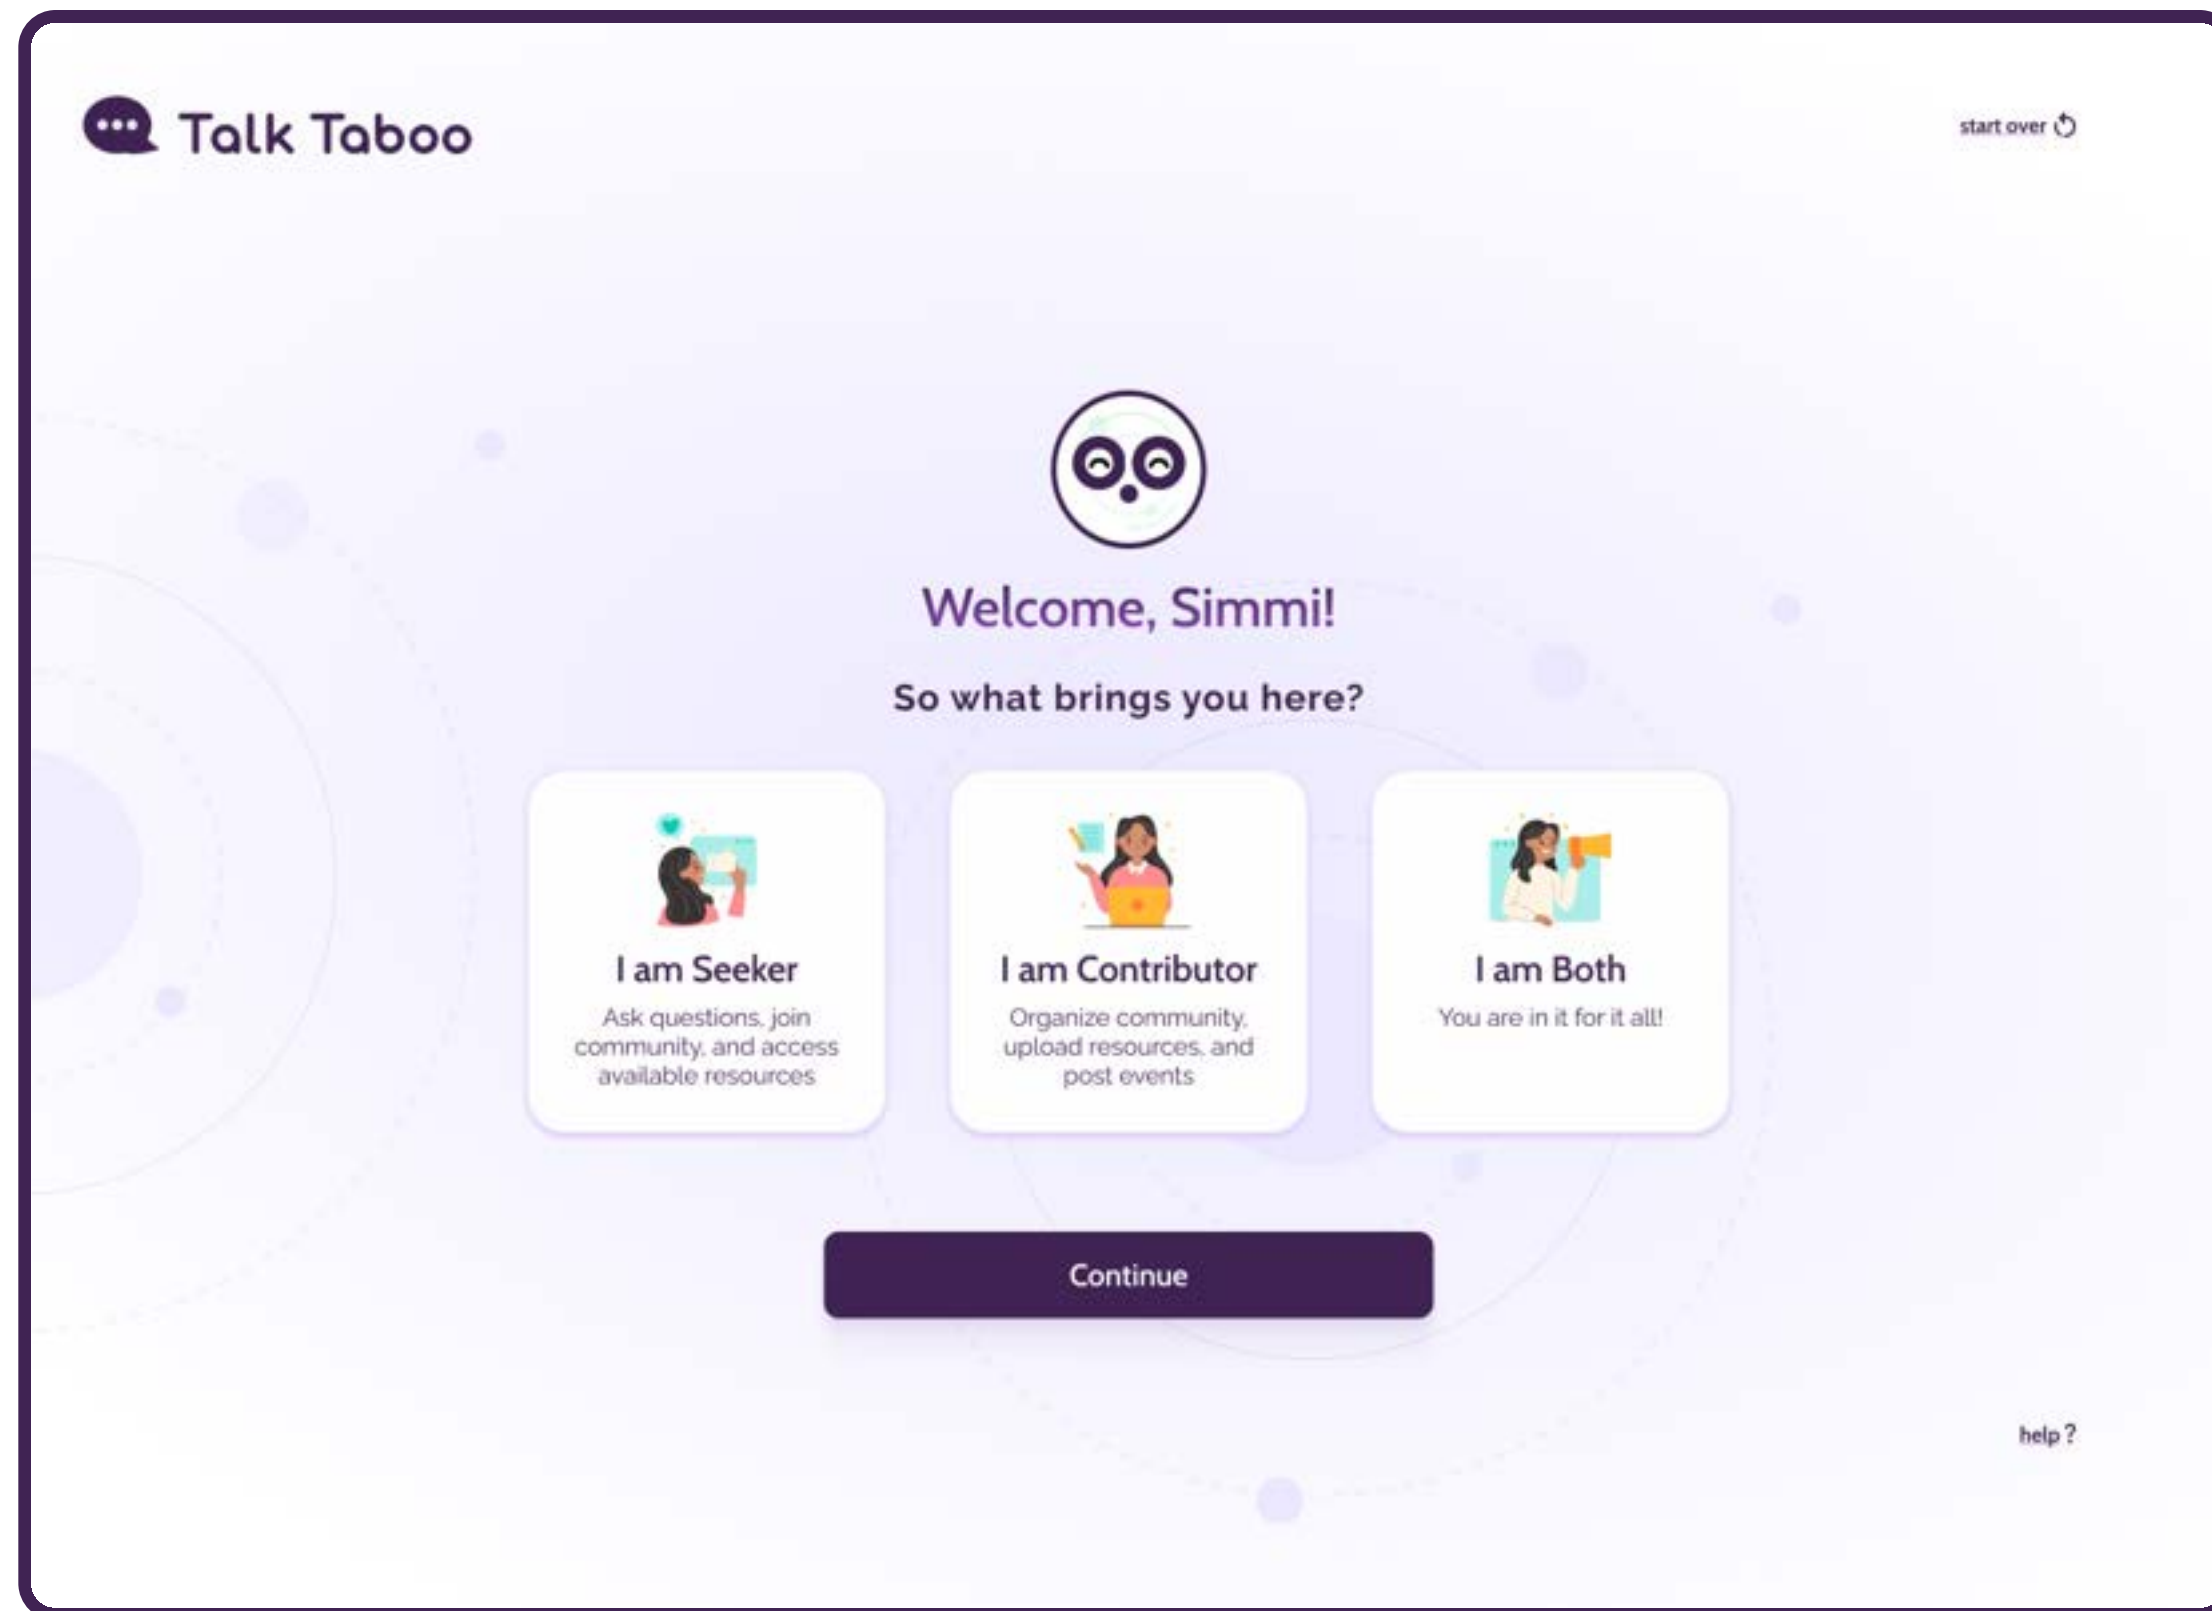 Talk Taboo
start over
Welcome, Simmi!
So what brings you here?
I am Seeker
Ask questions, join
community, and access
available resources
I am Contributor
Organize community,
upload resources, and
post events
I am Both
You are in it for it all!
Continue
help ?